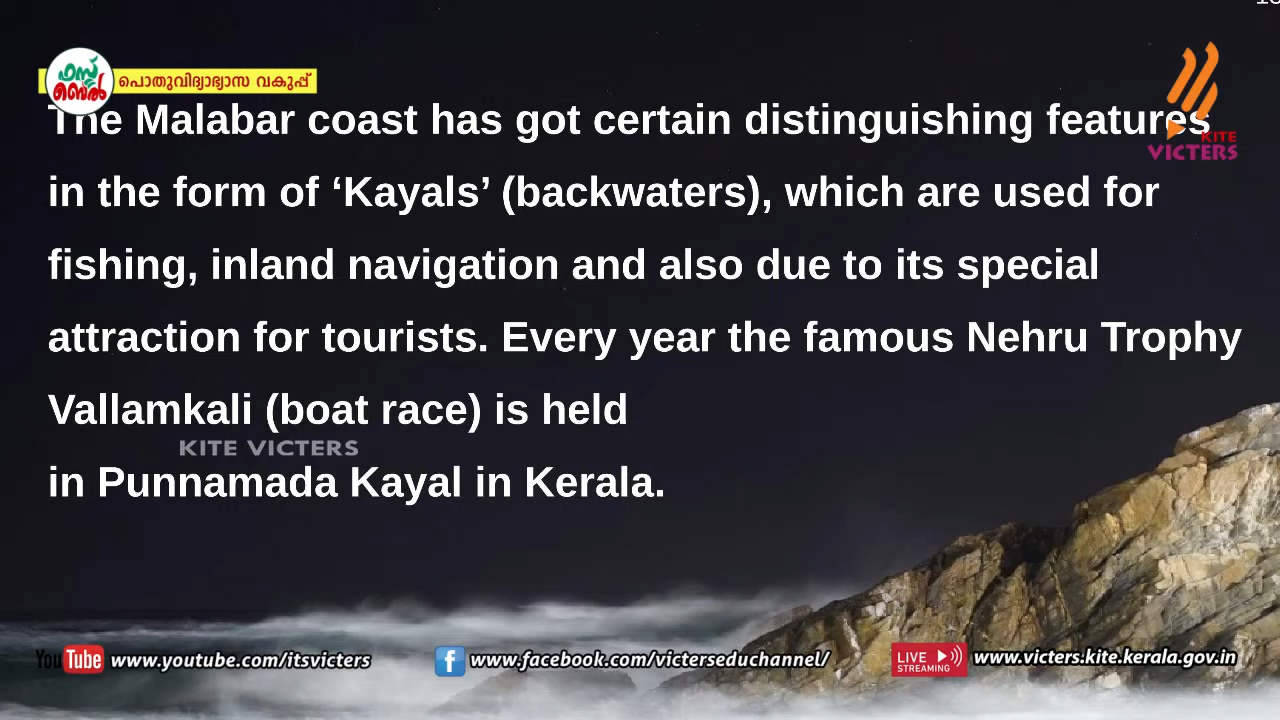 ഫസ്റ്റ് ബെൽ
പൊതുവിദ്യാഭ്യാസ വകുപ്പ്
The Malabar coast has got certain distinguishing features
KITE
VICTERS
in the form of ‘Kayals’ (backwaters), which are used for
fishing, inland navigation and also due to its special
attraction for tourists. Every year the famous Nehru Trophy
Vallamkali (boat race) is held
KITE VICTERS
in Punnamada Kayal in Kerala.
YouTube www.youtube.com/itsvicters
f www.facebook.com/victerseduchannel/
LIVE STREAMING www.victers.kite.kerala.gov.in